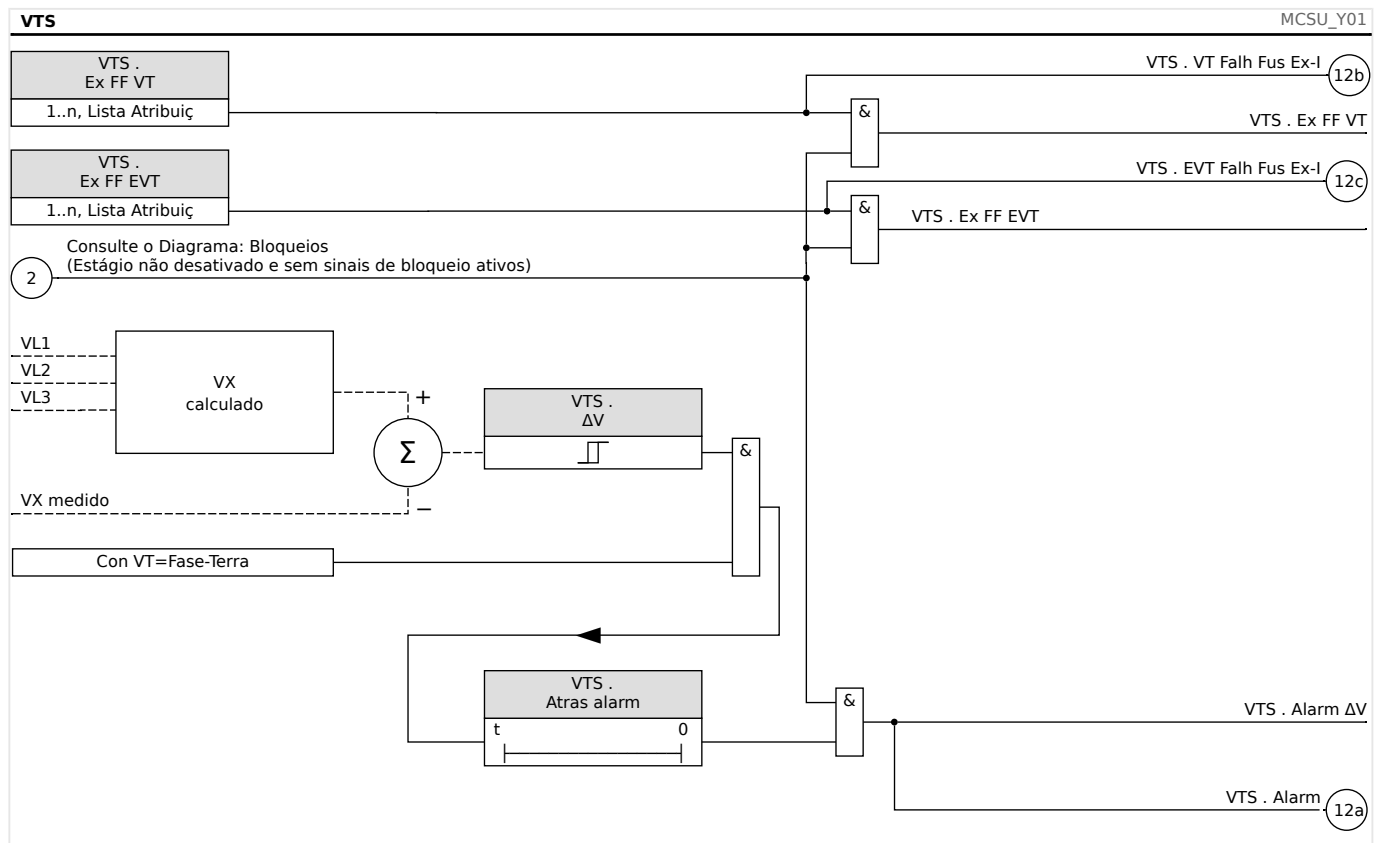 VTS
MCSU_Y01
VTS .
Ex FF VT
1..n, Lista Atribuiç
VTS . VT Falh Fus Ex-I
12b
&
VTS . Ex FF VT
VTS .
Ex FF EVT
1..n, Lista Atribuiç
VTS . EVT Falh Fus Ex-I
12c
&
VTS . Ex FF EVT
Consulte o Diagrama: Bloqueios
(Estágio não desativado e sem sinais de bloqueio ativos)
2
VL1
VL2
VL3
VX
calculado
+
Σ
−
VTS .
ΔV
&
VX medido
Con VT=Fase-Terra
VTS .
Atras alarm
t
0
&
VTS . Alarm ΔV
VTS . Alarm
12a